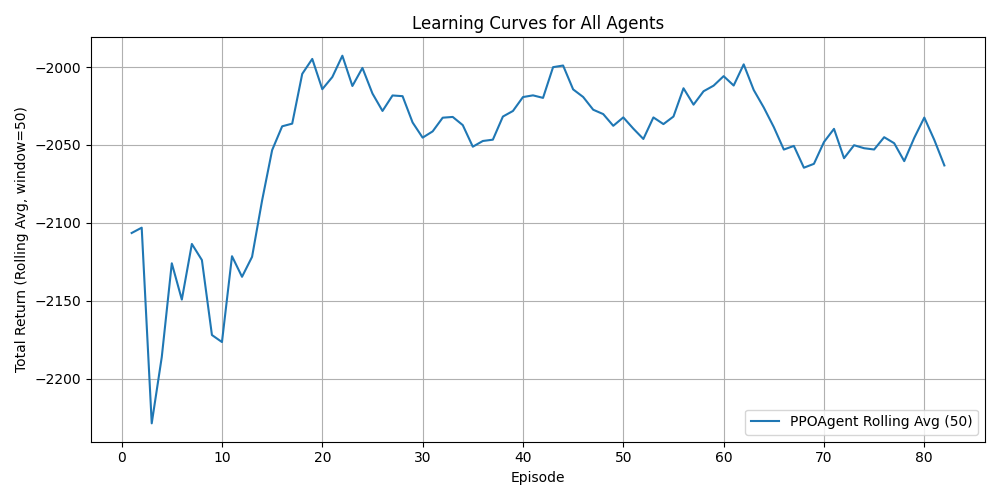 Learning Curves for All Agents
Total Return (Rolling Avg, window=50)
−2000
−2050
−2100
−2150
−2200
0 10 20 30 40 50 60 70 80
Episode
PPOAgent Rolling Avg (50)